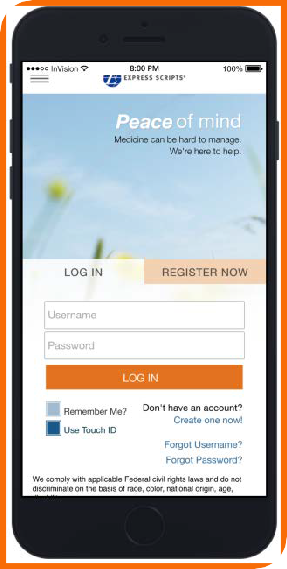 InVision 8:00 PM 100%
EXPRESS SCRIPTS®
Peace of mind
Medicine can be hard to manage.
We're here to help.
LOG IN REGISTER NOW
Username
Password
LOG IN
Remember Me? Don't have an account?
Use Touch ID Create one now!
Forgot Username?
Forgot Password?
We comply with applicable Federal civil rights laws and do not
discriminate on the basis of race, color, national origin, age,